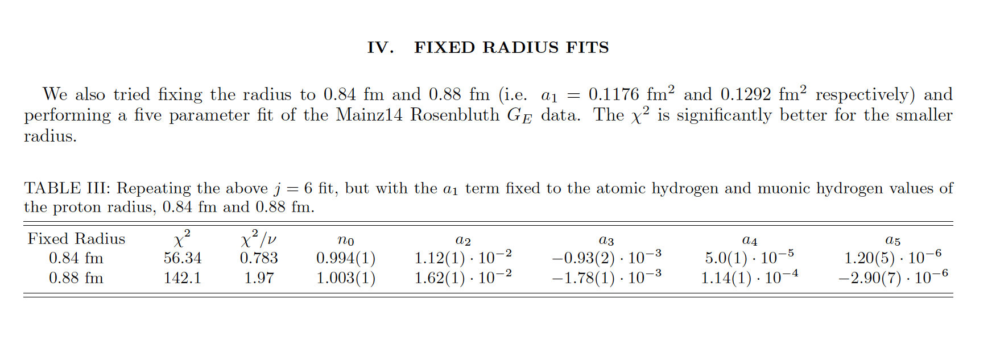 IV. FIXED RADIUS FITS
We also tried fixing the radius to 0.84 fm and 0.88 fm (i.e. a₁ = 0.1176 fm² and 0.1292 fm² respectively) and
performing a five parameter fit of the Mainz14 Rosenbluth G_E data. The χ² is significantly better for the smaller
radius.
TABLE III: Repeating the above j = 6 fit, but with the a₁ term fixed to the atomic hydrogen and muonic hydrogen values of
the proton radius, 0.84 fm and 0.88 fm.
Fixed Radius χ² χ²/ν n₀ a₂ a₃ a₄ a₅
0.84 fm 56.34 0.783 0.994(1) 1.12(1) · 10⁻² −0.93(2) · 10⁻³ 5.0(1) · 10⁻⁵ 1.20(5) · 10⁻⁶
0.88 fm 142.1 1.97 1.003(1) 1.62(1) · 10⁻² −1.78(1) · 10⁻³ 1.14(1) · 10⁻⁴ −2.90(7) · 10⁻⁶